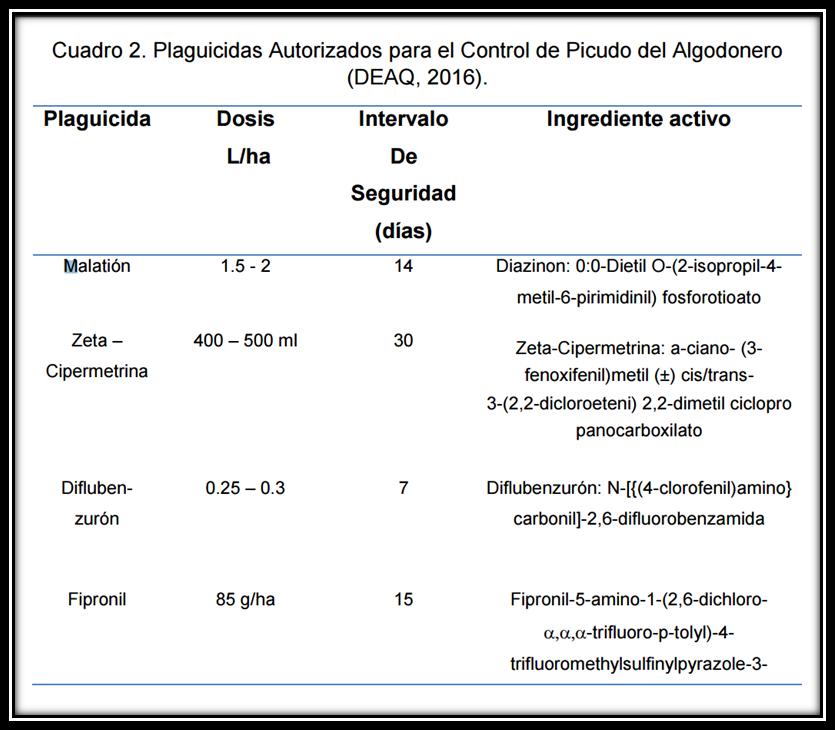 Cuadro 2. Plaguicidas Autorizados para el Control de Picudo del Algodonero
(DEAQ, 2016).
Plaguicida Dosis Intervalo Ingrediente activo
L/ha De
Seguridad
(días)
Malatión 1.5 - 2 14 Diazinon: 0:0-Dietil O-(2-isopropil-4-
metil-6-pirimidinil) fosforotioato
Zeta – 400 – 500 ml 30 Zeta-Cipermetrina: a-ciano- (3-
Cipermetrina fenoxifenil)metil (±) cis/trans-
3-(2,2-dicloroeteni) 2,2-dimetil ciclopro
panocarboxilato
Difluben- 0.25 – 0.3 7 Diflubenzurón: N-[{(4-clorofenil)amino}
zurón carbonil]-2,6-difluorobenzamida
Fipronil 85 g/ha 15 Fipronil-5-amino-1-(2,6-dichloro-
α,α,α-trifluoro-p-tolyl)-4-
trifluoromethylsulfinylpyrazole-3-